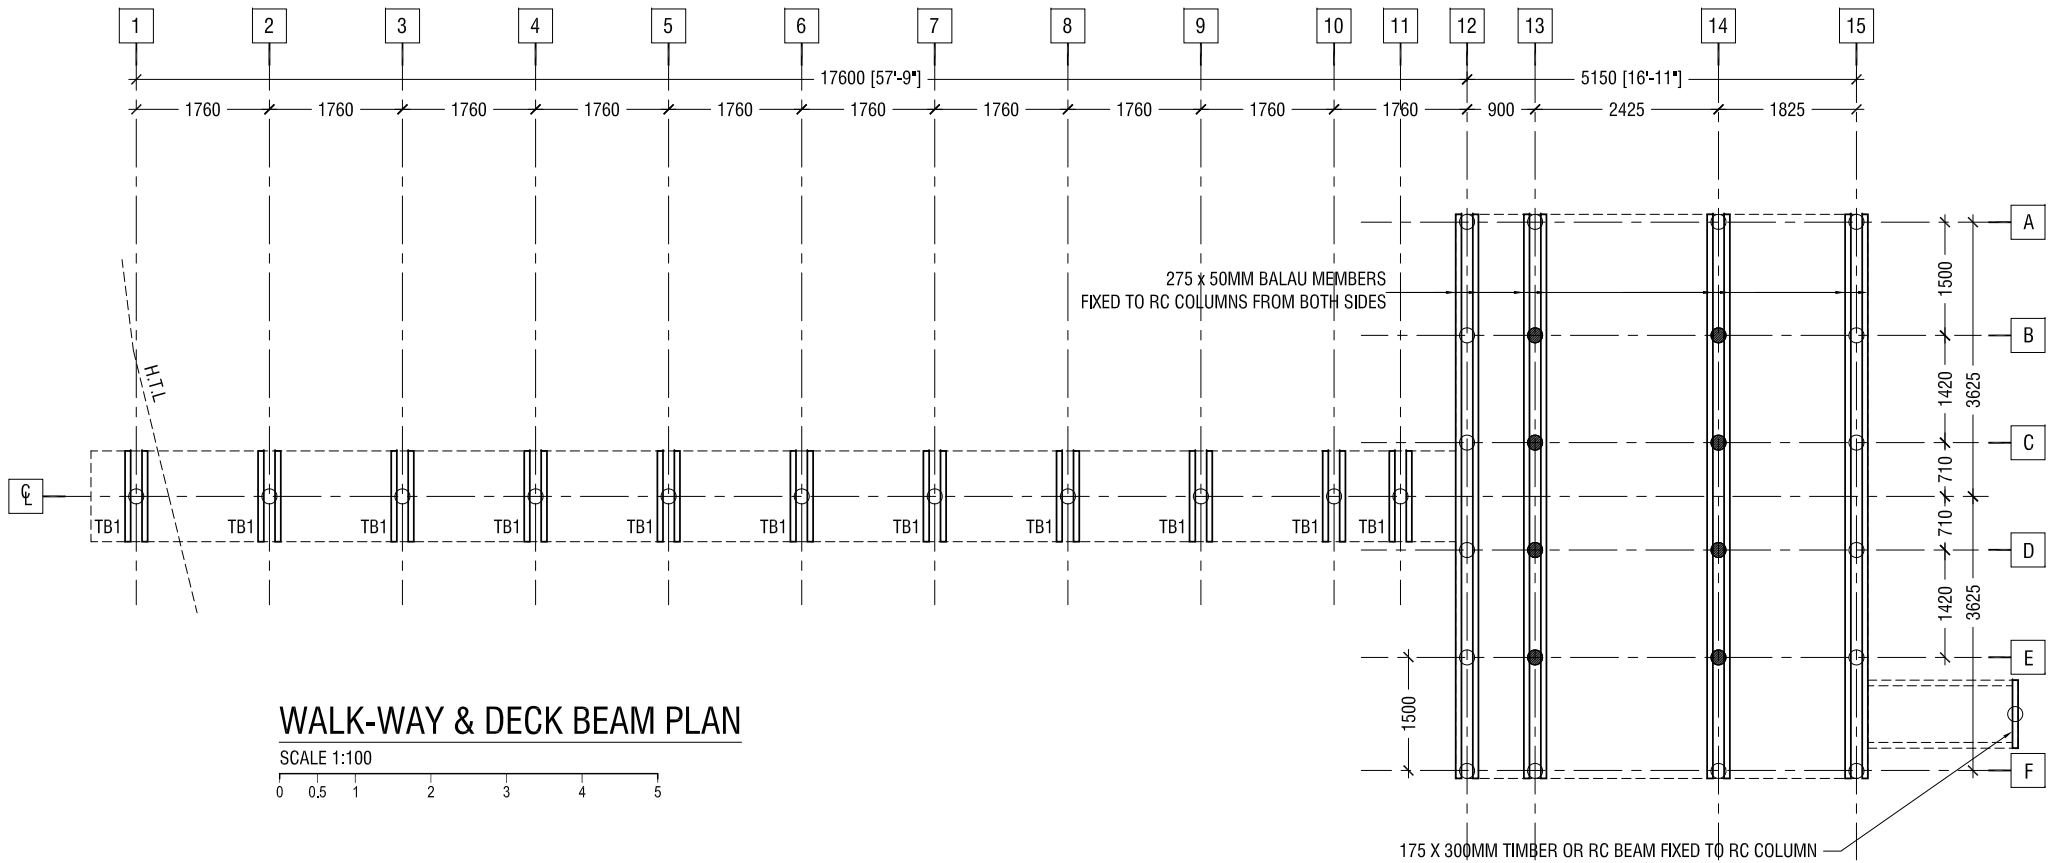 1 2 3 4 5 6 7 8 9 10 11 12 13 14 15
17600 [57'-9"] 5150 [16'-11"]
1760 1760 1760 1760 1760 1760 1760 1760 1760 1760 900 2425 1825
A
275 x 50MM BALAU MEMBERS
FIXED TO RC COLUMNS FROM BOTH SIDES
1500
B
H.T.L
1420
3625
C
710
℄
TB1 TB1 TB1 TB1 TB1 TB1 TB1 TB1 TB1 TB1 TB1
710
D
1420
3625
E
1500
WALK-WAY & DECK BEAM PLAN
SCALE 1:100
0 0.5 1 2 3 4 5
F
175 X 300MM TIMBER OR RC BEAM FIXED TO RC COLUMN